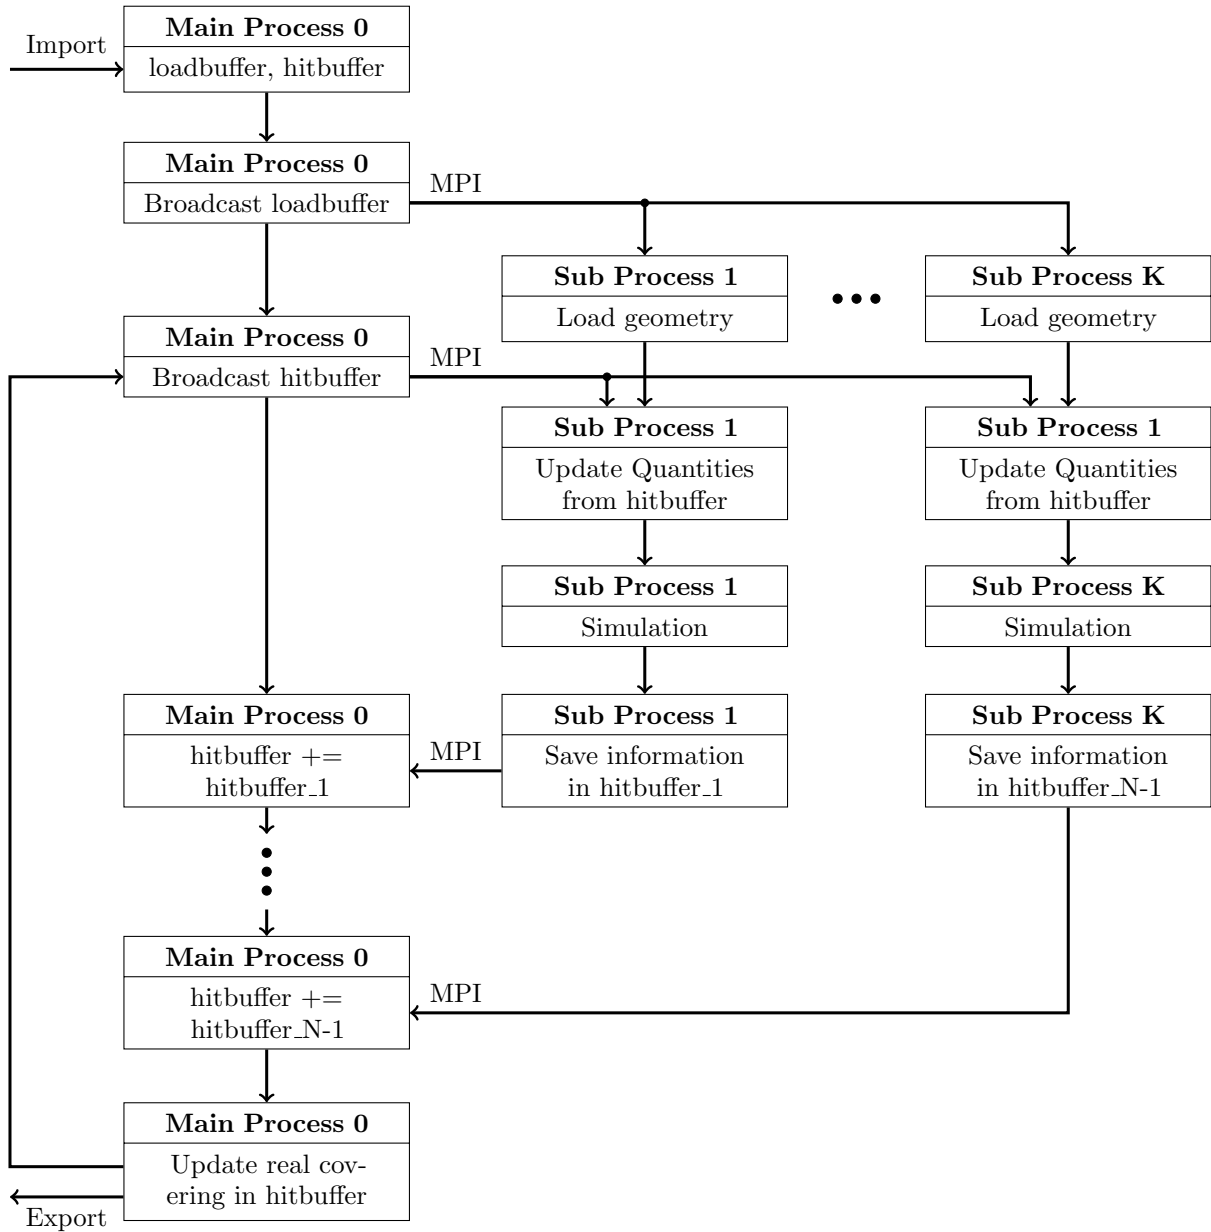 Main Process 0
Import
loadbuffer, hitbuffer
Main Process 0
Broadcast loadbuffer
MPI
Sub Process 1
Load geometry
Sub Process K
Load geometry
Main Process 0
Broadcast hitbuffer
MPI
Sub Process 1
Update Quantities
from hitbuffer
Sub Process 1
Update Quantities
from hitbuffer
Sub Process 1
Simulation
Sub Process K
Simulation
Main Process 0
hitbuffer +=
hitbuffer_1
MPI
Sub Process 1
Save information
in hitbuffer_1
Sub Process K
Save information
in hitbuffer_N-1
Main Process 0
hitbuffer +=
hitbuffer_N-1
MPI
Main Process 0
Update real cov-
ering in hitbuffer
Export